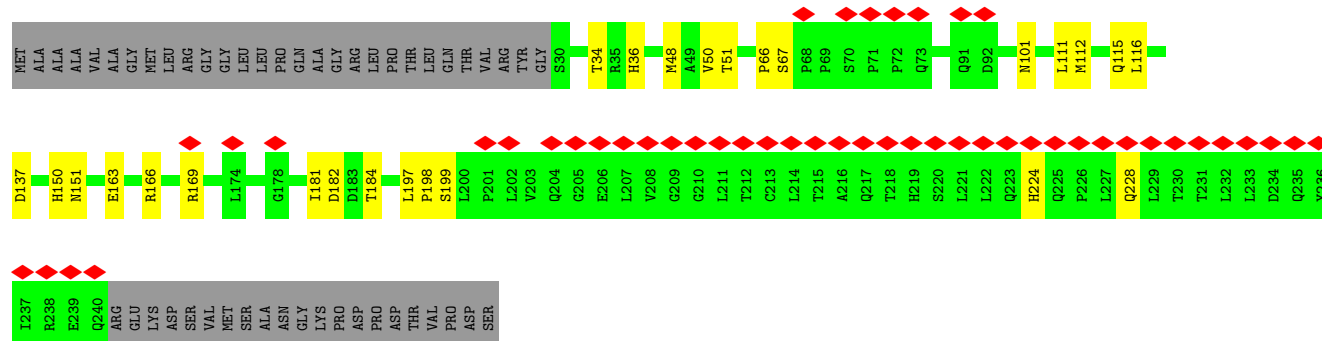 MET ALA ALA ALA VAL ALA GLY MET LEU ARG GLY GLY LEU LEU PRO GLN ALA GLY ARG LEU PRO THR LEU GLN THR VAL ARG TYR GLY S30 T34 R35 H36 M48 A49 V50 T51 P66 S67 P68 P69 S70 P71 P72 Q73 Q91 D92 N101 L111 M112 Q115 L116
D137 H150 N151 E163 R166 R169 L174 G178 I181 D182 D183 T184 L197 P198 S199 L200 P201 L202 V203 Q204 G205 E206 L207 V208 G209 G210 L211 T212 C213 L214 T215 A216 Q217 T218 H219 S220 L221 L222 Q223 H224 Q225 P226 L227 Q228 L229 T230 T231 L232 L233 D234 Q235
I237 R238 E239 Q240 ARG GLU LYS ASP SER VAL MET SER ALA ASN GLY LYS PRO ASP PRO ASP THR VAL PRO ASP SER